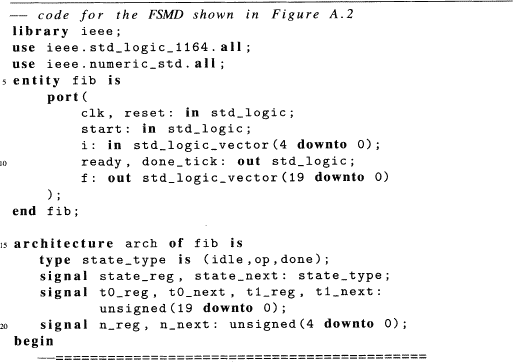 -- code for the FSMD shown in Figure A.2
library ieee;
use ieee.std_logic_1164.all;
use ieee.numeric_std.all;
5 entity fib is
port(
clk, reset: in std_logic;
start: in std_logic;
i: in std_logic_vector(4 downto 0);
10 ready, done_tick: out std_logic;
f: out std_logic_vector(19 downto 0)
);
end fib;
15 architecture arch of fib is
type state_type is (idle,op,done);
signal state_reg, state_next: state_type;
signal t0_reg, t0_next, t1_reg, t1_next:
unsigned(19 downto 0);
20 signal n_reg, n_next: unsigned(4 downto 0);
begin
--===========================================